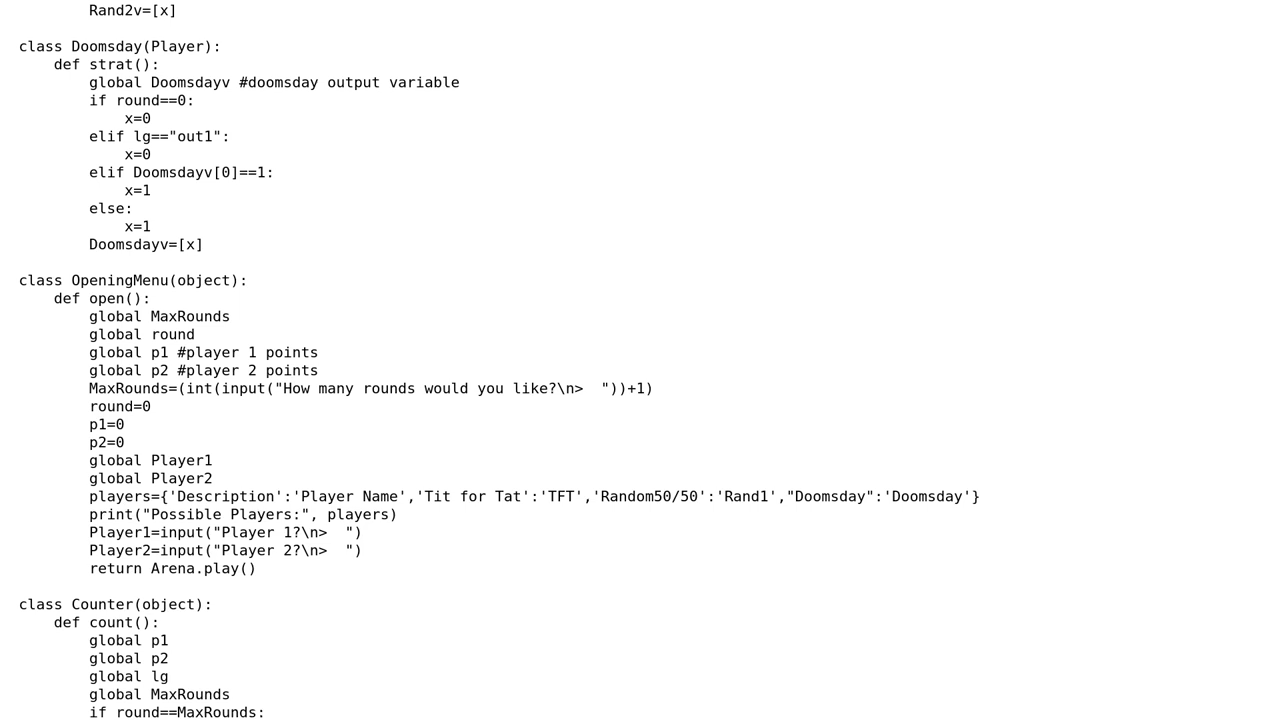 Rand2v=[x]

class Doomsday(Player):
    def strat():
        global Doomsdayv #doomsday output variable
        if round==0:
            x=0
        elif lg=="out1":
            x=0
        elif Doomsdayv[0]==1:
            x=1
        else:
            x=1
        Doomsdayv=[x]

class OpeningMenu(object):
    def open():
        global MaxRounds
        global round
        global p1 #player 1 points
        global p2 #player 2 points
        MaxRounds=(int(input("How many rounds would you like?\n>  "))+1)
        round=0
        p1=0
        p2=0
        global Player1
        global Player2
        players={'Description':'Player Name','Tit for Tat':'TFT','Random50/50':'Rand1',"Doomsday":'Doomsday'}
        print("Possible Players:", players)
        Player1=input("Player 1?\n>  ")
        Player2=input("Player 2?\n>  ")
        return Arena.play()

class Counter(object):
    def count():
        global p1
        global p2
        global lg
        global MaxRounds
        if round==MaxRounds: